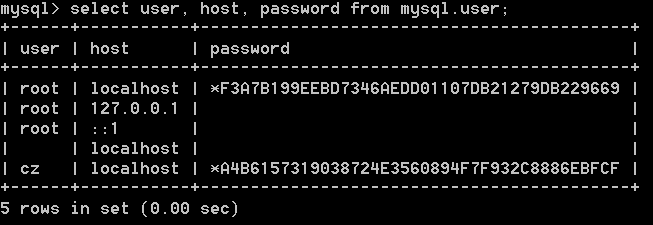 mysql> select user, host, password from mysql.user;
+------+-----------+-------------------------------------------+
| user | host      | password                                  |
+------+-----------+-------------------------------------------+
| root | localhost | *F3A7B199EEBD7346AEDD01107DB21279DB229669 |
| root | 127.0.0.1 |                                           |
| root | ::1       |                                           |
|      | localhost |                                           |
| cz   | localhost | *A4B6157319038724E3560894F7F932C8886EBFCF |
+------+-----------+-------------------------------------------+
5 rows in set (0.00 sec)